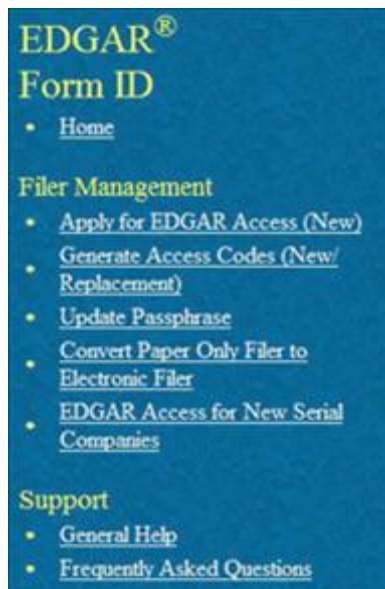 EDGAR®
Form ID
Home
Filer Management
Apply for EDGAR Access (New)
Generate Access Codes (New/
Replacement)
Update Passphrase
Convert Paper Only Filer to
Electronic Filer
EDGAR Access for New Serial
Companies
Support
General Help
Frequently Asked Questions